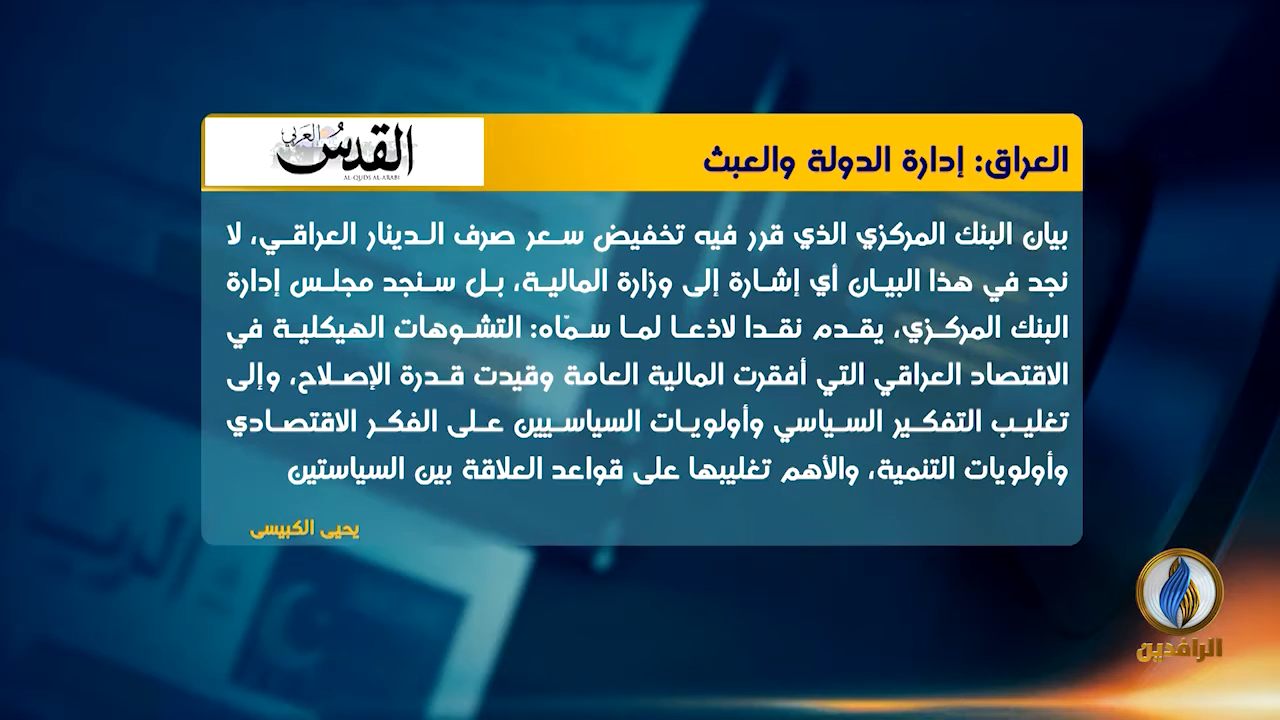 القدس العربي
AL-QUDS AL-ARABI
العراق: إدارة الدولة والعبث
بيان البنك المركزي الذي قرر فيه تخفيض سعر صرف الدينار العراقي، لا
نجد في هذا البيان أي إشارة إلى وزارة المالية، بل سنجد مجلس إدارة
البنك المركزي، يقدم نقدا لاذعا لما سمّاه: التشوهات الهيكلية في
الاقتصاد العراقي التي أفقرت المالية العامة وقيدت قدرة الإصلاح، وإلى
تغليب التفكير السياسي وأولويات السياسيين على الفكر الاقتصادي
وأولويات التنمية، والأهم تغليبها على قواعد العلاقة بين السياستين
يحيى الكبيسى
الرافدين